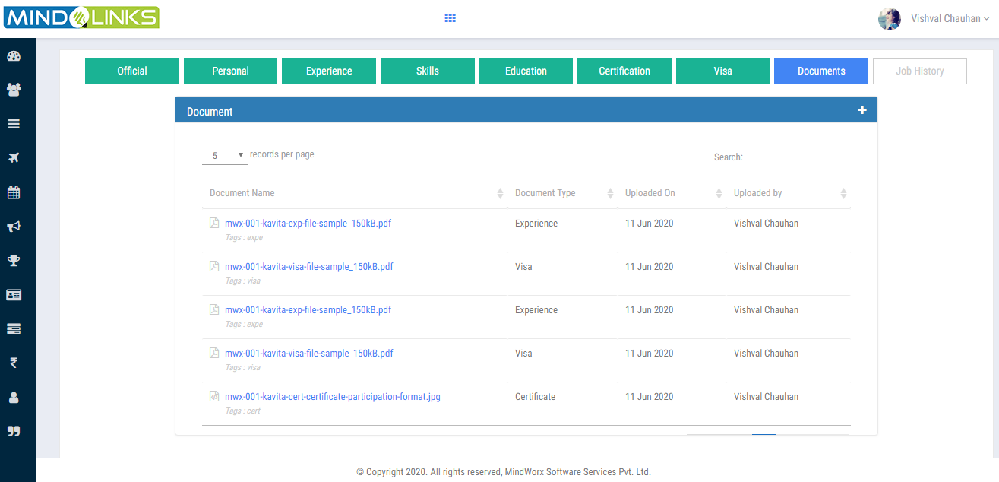 MINDLINKS
Vishval Chauhan
Official Personal Experience Skills Education Certification Visa Documents Job History
Document
5 records per page Search:
Document Name Document Type Uploaded On Uploaded by
mwx-001-kavita-exp-file-sample_150kB.pdf Experience 11 Jun 2020 Vishval Chauhan
Tags : expe
mwx-001-kavita-visa-file-sample_150kB.pdf Visa 11 Jun 2020 Vishval Chauhan
Tags : visa
mwx-001-kavita-exp-file-sample_150kB.pdf Experience 11 Jun 2020 Vishval Chauhan
Tags : expe
mwx-001-kavita-visa-file-sample_150kB.pdf Visa 11 Jun 2020 Vishval Chauhan
Tags : visa
mwx-001-kavita-cert-certificate-participation-format.jpg Certificate 11 Jun 2020 Vishval Chauhan
Tags : cert
© Copyright 2020. All rights reserved, MindWorx Software Services Pvt. Ltd.